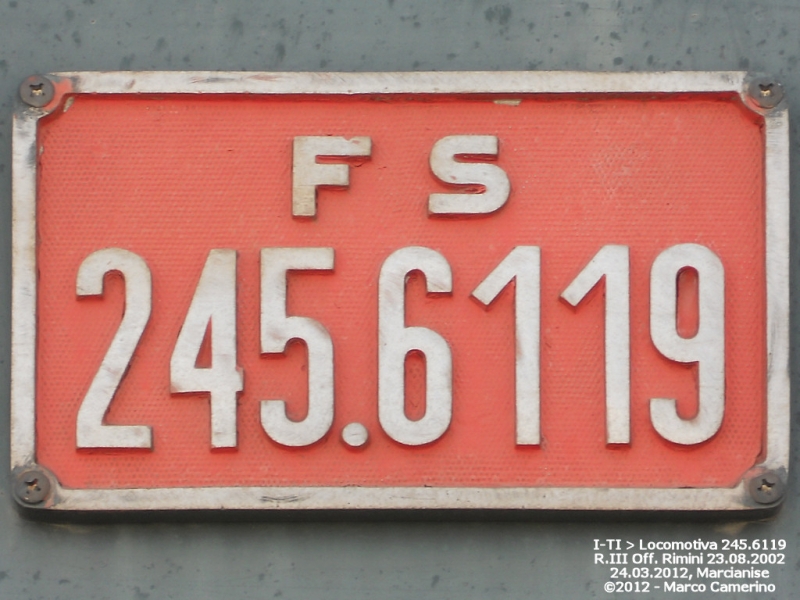 F S
245.6119
I-TI > Locomotiva 245.6119
R.III Off. Rimini 23.08.2002
24.03.2012, Marcianise
©2012 - Marco Camerino